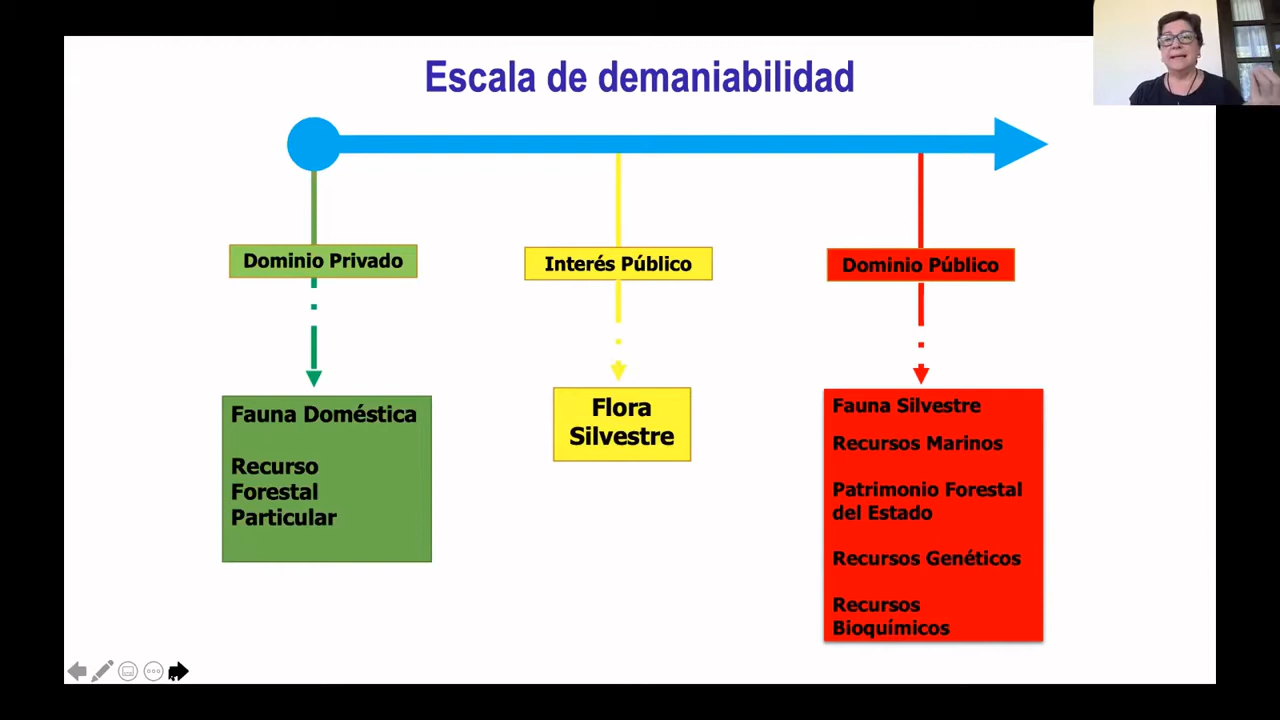 Escala de demaniabilidad
Dominio Privado
Interés Público
Dominio Público
Fauna Doméstica
Recurso
Forestal
Particular
Flora
Silvestre
Fauna Silvestre
Recursos Marinos
Patrimonio Forestal
del Estado
Recursos Genéticos
Recursos
Bioquímicos